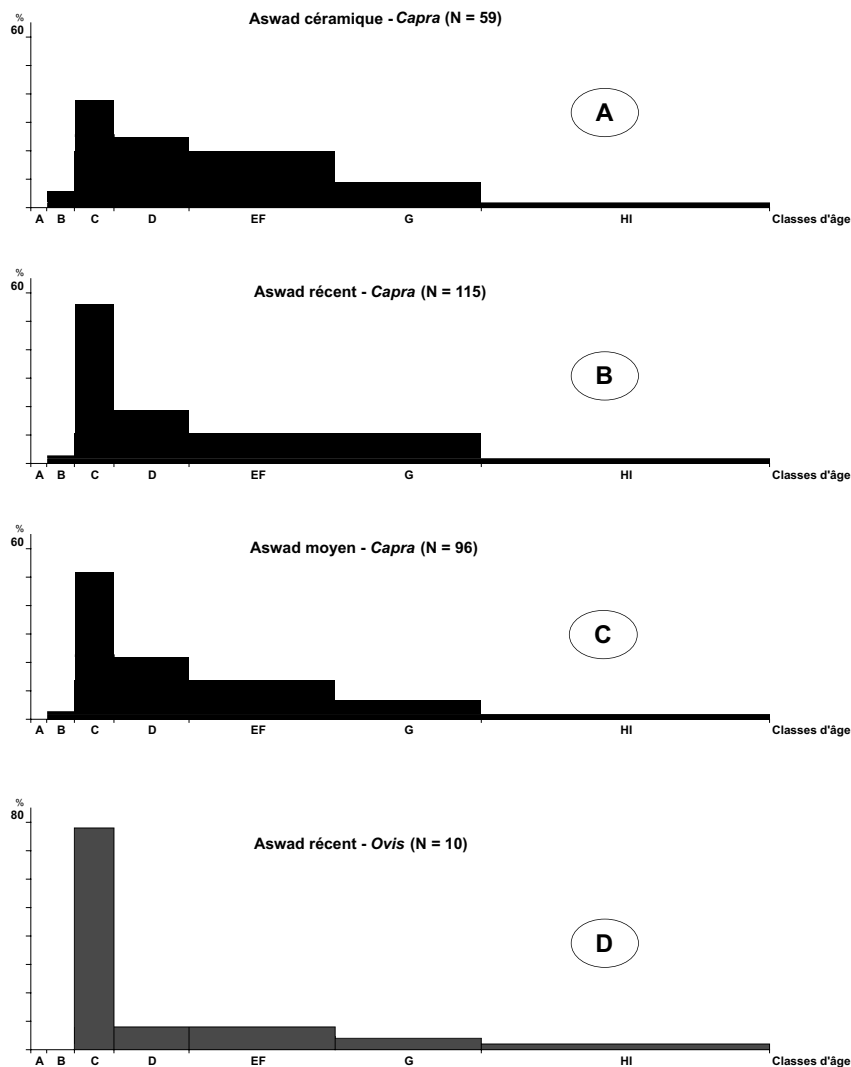 %
60
Aswad céramique - Capra (N = 59)
A
A B C D EF G HI Classes d'âge
%
60
Aswad récent - Capra (N = 115)
B
A B C D EF G HI Classes d'âge
%
60
Aswad moyen - Capra (N = 96)
C
A B C D EF G HI Classes d'âge
%
80
Aswad récent - Ovis (N = 10)
D
A B C D EF G HI Classes d'âge